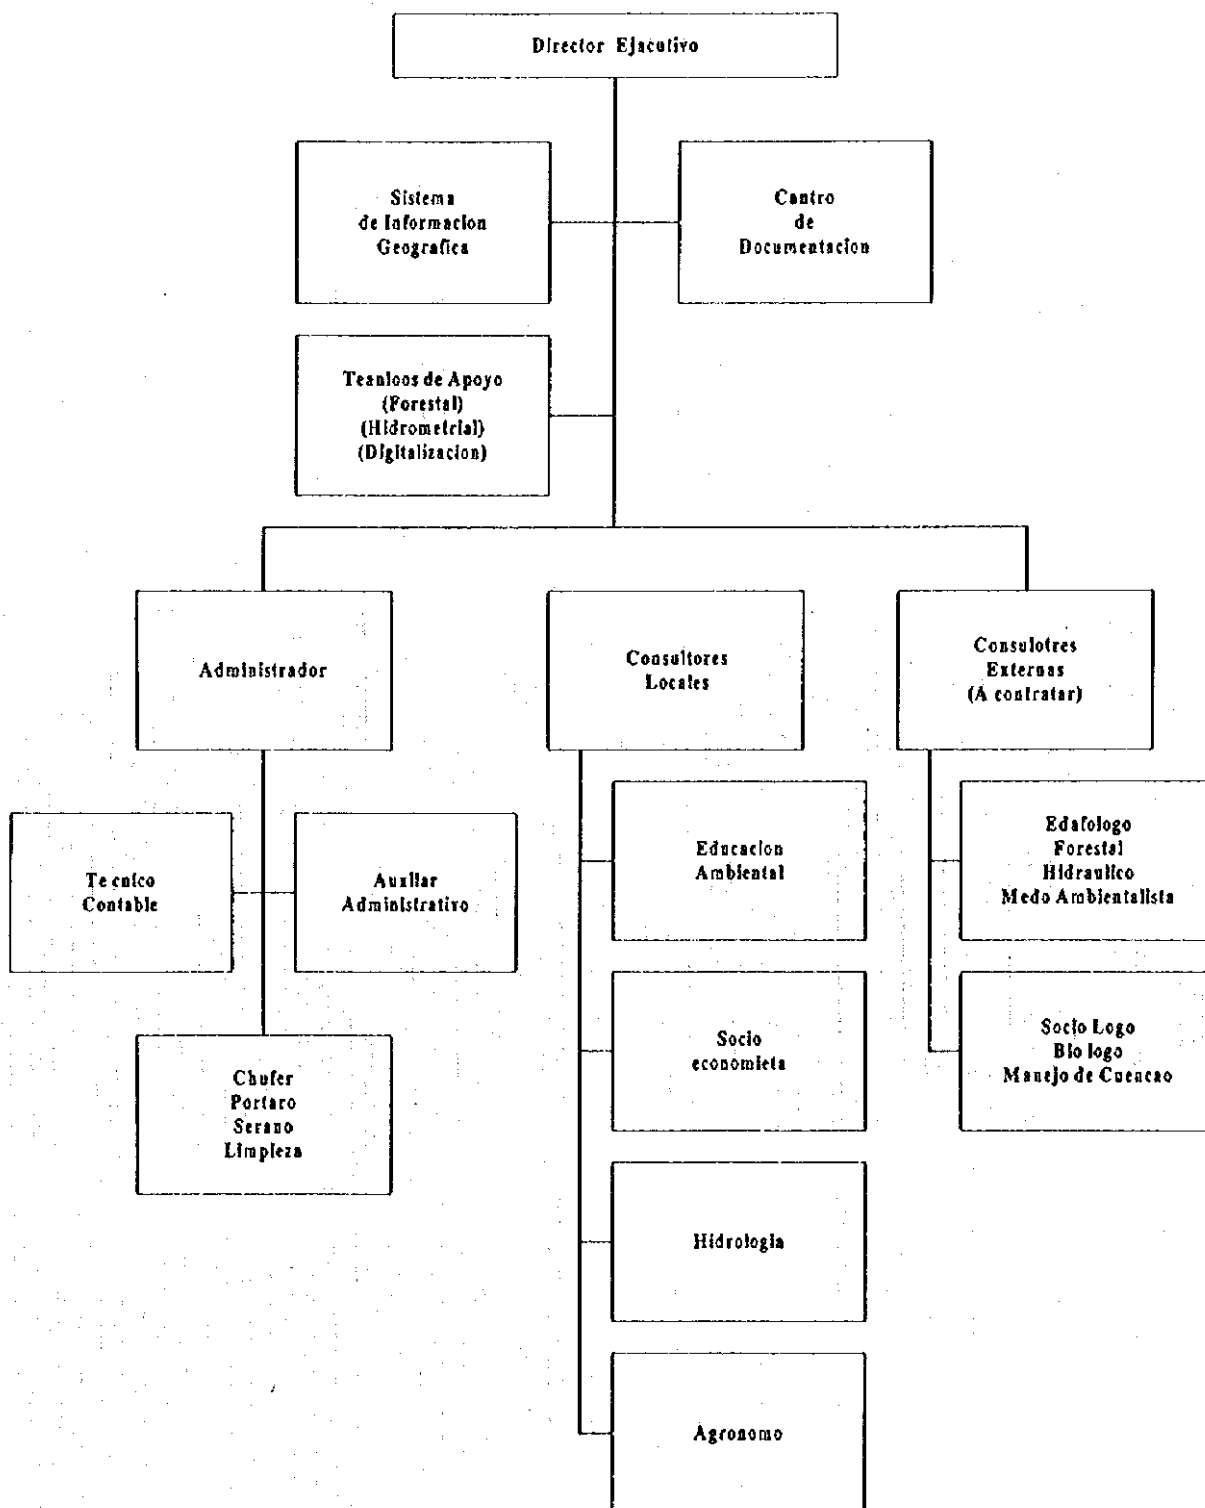 Director Ejacutivo
Sistema
de Informacion
Geografica
Cantro
de
Documentacion
Teanloos de Apoyo
(Forestal)
(Hidrometrial)
(Digitalizacion)
Administrador
Consultores
Locales
Consulotres
Externas
(A contratar)
Te cnico
Contable
Auxliar
Administrativo
Chufer
Portaro
Serano
Limpieza
Educacion
Ambiental
Socio
economieta
Hidrologia
Agronomo
Edafologo
Forestal
Hidraulico
Medo Ambientalista
Socio Logo
Bio logo
Manejo de Cuencao